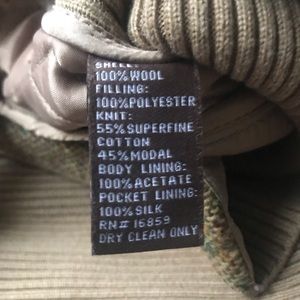 SHELL:
100% WOOL
FILLING:
100% POLYESTER
KNIT:
55% SUPERFINE
COTTON
45% MODAL
BODY LINING:
100% ACETATE
POCKET LINING:
100% SILK
RN# 16859
DRY CLEAN ONLY